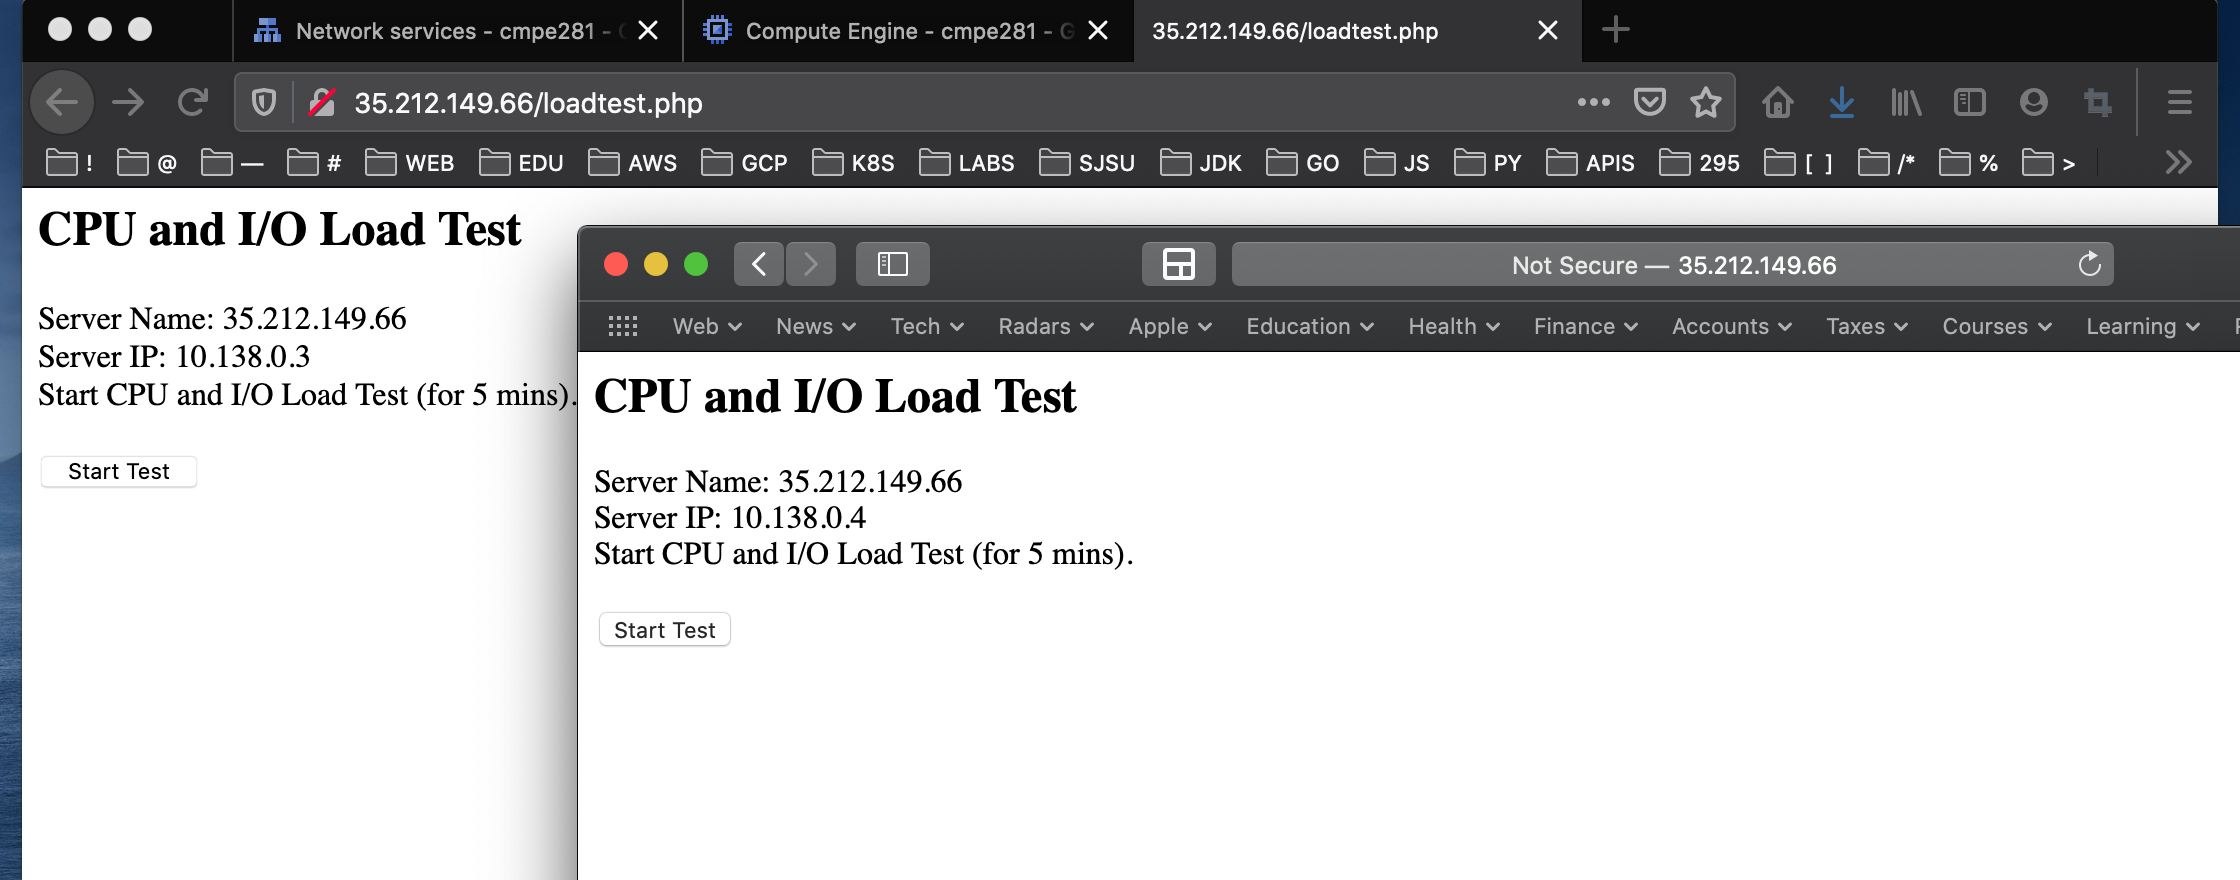 Network services - cmpe281 -
Compute Engine - cmpe281 - G
35.212.149.66/loadtest.php
35.212.149.66/loadtest.php
! @ — # WEB EDU AWS GCP K8S LABS SJSU JDK GO JS PY APIS 295 [ ] /* % >
CPU and I/O Load Test
Server Name: 35.212.149.66
Server IP: 10.138.0.3
Start CPU and I/O Load Test (for 5 mins).
Start Test
Not Secure — 35.212.149.66
Web News Tech Radars Apple Education Health Finance Accounts Taxes Courses Learning
CPU and I/O Load Test
Server Name: 35.212.149.66
Server IP: 10.138.0.4
Start CPU and I/O Load Test (for 5 mins).
Start Test